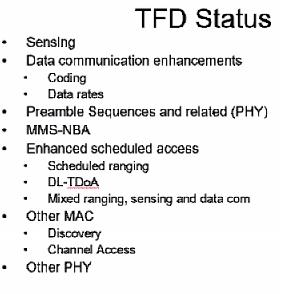 TFD Status
• Sensing
• Data communication enhancements
• Coding
• Data rates
• Preamble Sequences and related (PHY)
• MMS-NBA
• Enhanced scheduled access
• Scheduled ranging
• DL-TDoA
• Mixed ranging, sensing and data com
• Other MAC
• Discovery
• Channel Access
• Other PHY